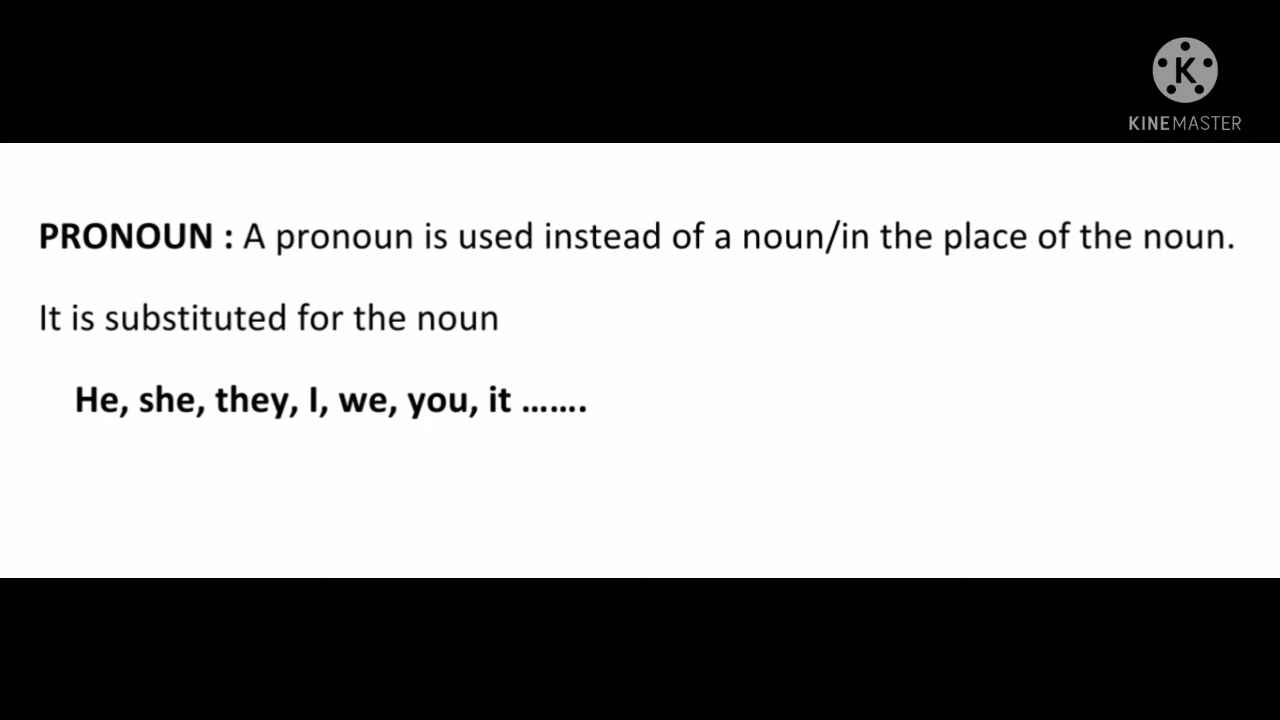 KINEMASTER
PRONOUN : A pronoun is used instead of a noun/in the place of the noun.
It is substituted for the noun
He, she, they, I, we, you, it .......